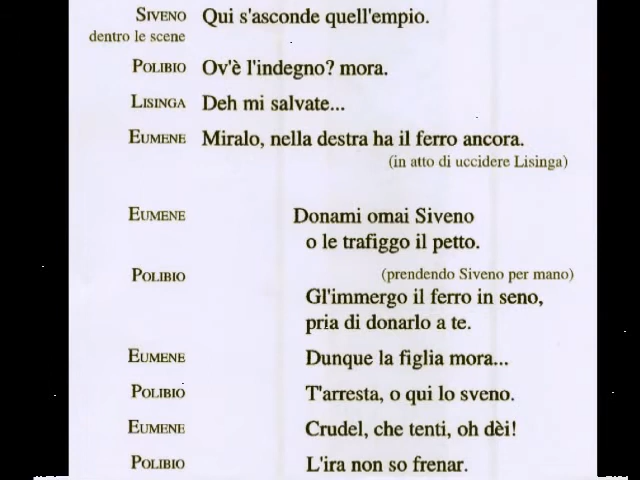 SIVENO Qui s'asconde quell'empio.
dentro le scene
POLIBIO Ov'è l'indegno? mora.
LISINGA Deh mi salvate...
EUMENE Miralo, nella destra ha il ferro ancora.
(in atto di uccidere Lisinga)
EUMENE Donami omai Siveno
o le trafiggo il petto.
POLIBIO (prendendo Siveno per mano)
Gl'immergo il ferro in seno,
pria di donarlo a te.
EUMENE Dunque la figlia mora...
POLIBIO T'arresta, o qui lo sveno.
EUMENE Crudel, che tenti, oh dèi!
POLIBIO L'ira non so frenar.